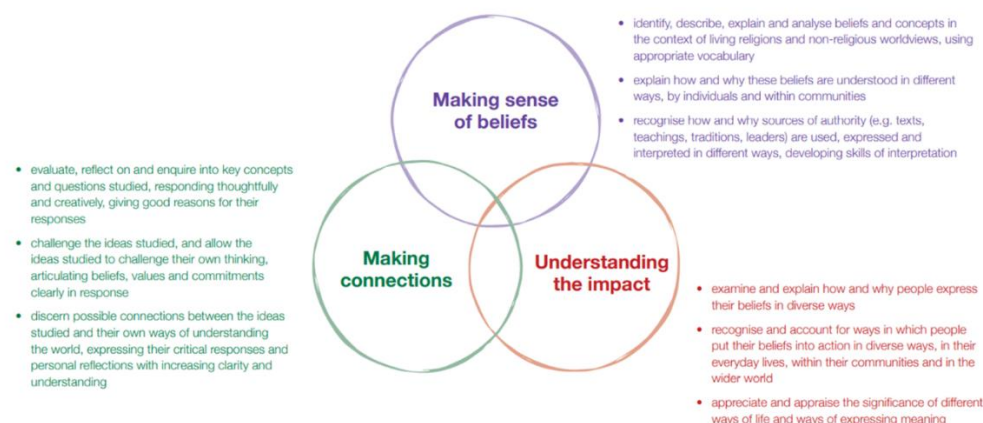 Making sense
of beliefs
• identify, describe, explain and analyse beliefs and concepts in
the context of living religions and non-religious worldviews, using
appropriate vocabulary
• explain how and why these beliefs are understood in different
ways, by individuals and within communities
• recognise how and why sources of authority (e.g. texts,
teachings, traditions, leaders) are used, expressed and
interpreted in different ways, developing skills of interpretation
• evaluate, reflect on and enquire into key concepts
and questions studied, responding thoughtfully
and creatively, giving good reasons for their
responses
• challenge the ideas studied, and allow the
ideas studied to challenge their own thinking,
articulating beliefs, values and commitments
clearly in response
• discern possible connections between the ideas
studied and their own ways of understanding
the world, expressing their critical responses and
personal reflections with increasing clarity and
understanding
Making
connections
Understanding
the impact
• examine and explain how and why people express
their beliefs in diverse ways
• recognise and account for ways in which people
put their beliefs into action in diverse ways, in their
everyday lives, within their communities and in the
wider world
• appreciate and appraise the significance of different
ways of life and ways of expressing meaning